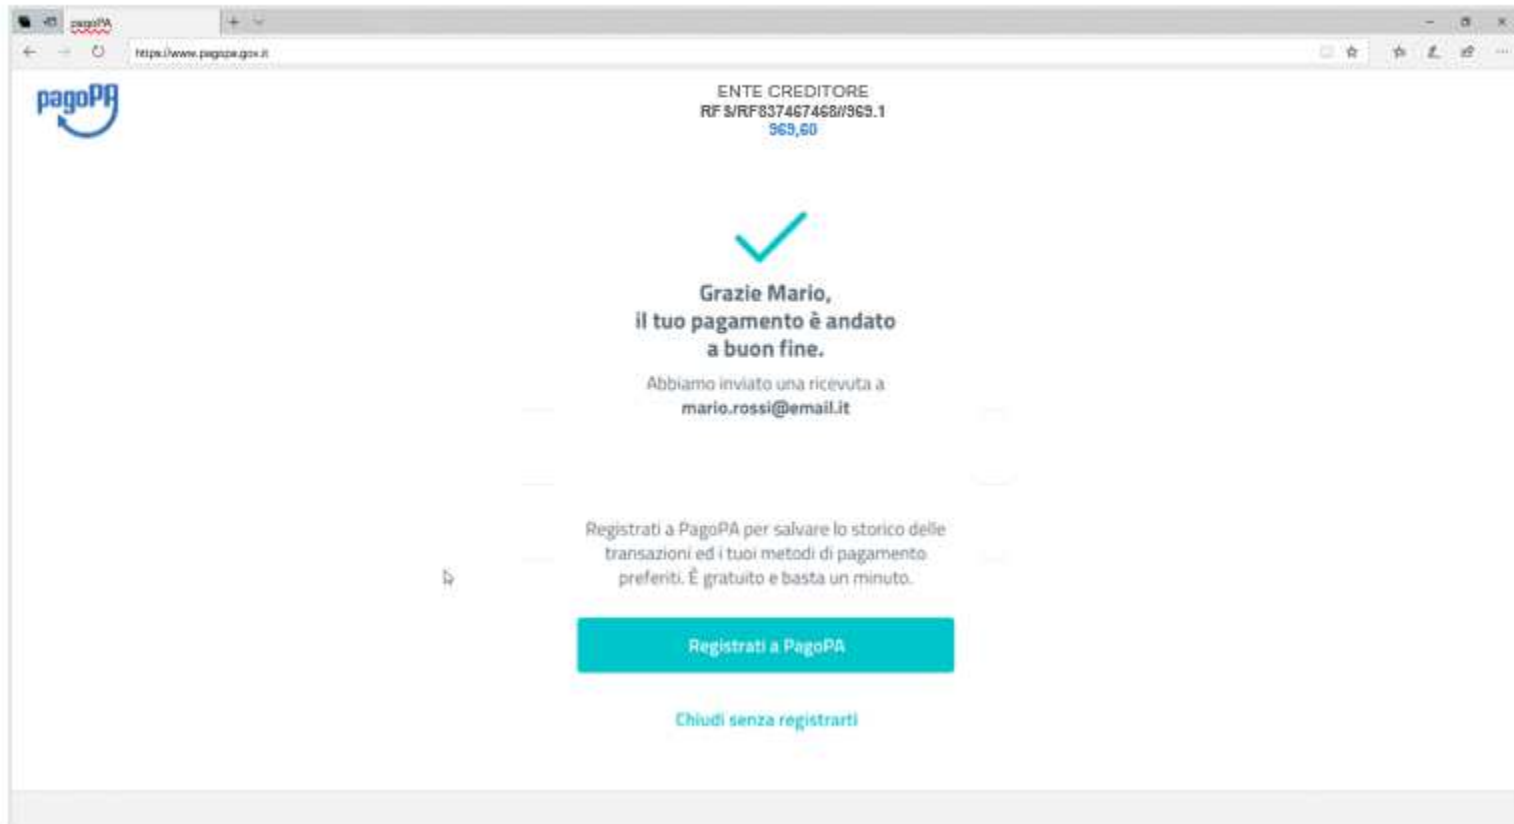 pagoPA
https://www.pagopa.gov.it
pagoPA
ENTE CREDITORE
RF $/RF837467468//969.1
969,60
Grazie Mario,
il tuo pagamento è andato
a buon fine.
Abbiamo inviato una ricevuta a
mario.rossi@email.it
Registrati a PagoPA per salvare lo storico delle
transazioni ed i tuoi metodi di pagamento
preferiti. È gratuito e basta un minuto.
Registrati a PagoPA
Chiudi senza registrarti